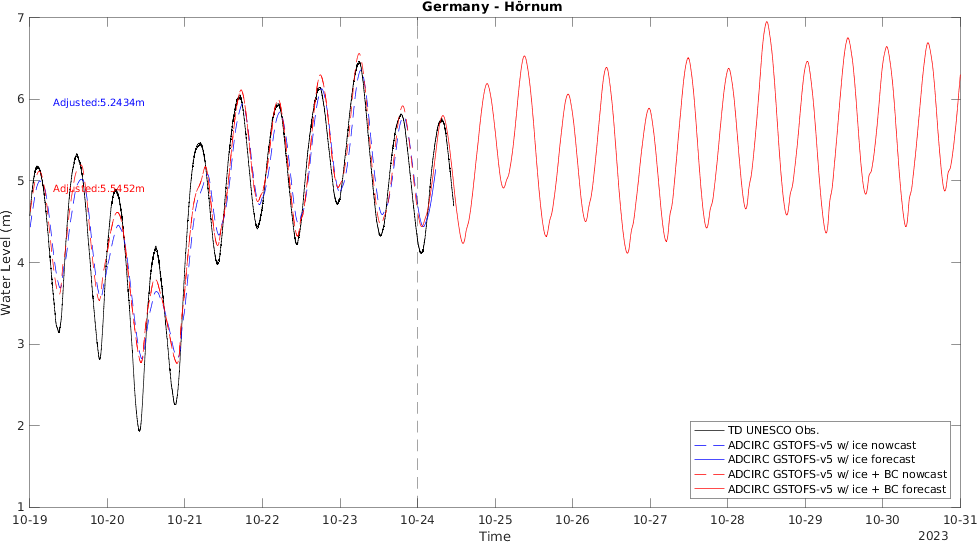 Germany - Hörnum
7
6
5
4
3
2
1
Water Level (m)
Adjusted:5.2434m
Adjusted:5.5452m
TD UNESCO Obs.
ADCIRC GSTOFS-v5 w/ ice nowcast
ADCIRC GSTOFS-v5 w/ ice forecast
ADCIRC GSTOFS-v5 w/ ice + BC nowcast
ADCIRC GSTOFS-v5 w/ ice + BC forecast
10-19 10-20 10-21 10-22 10-23 10-24 10-25 10-26 10-27 10-28 10-29 10-30 10-31
Time
2023